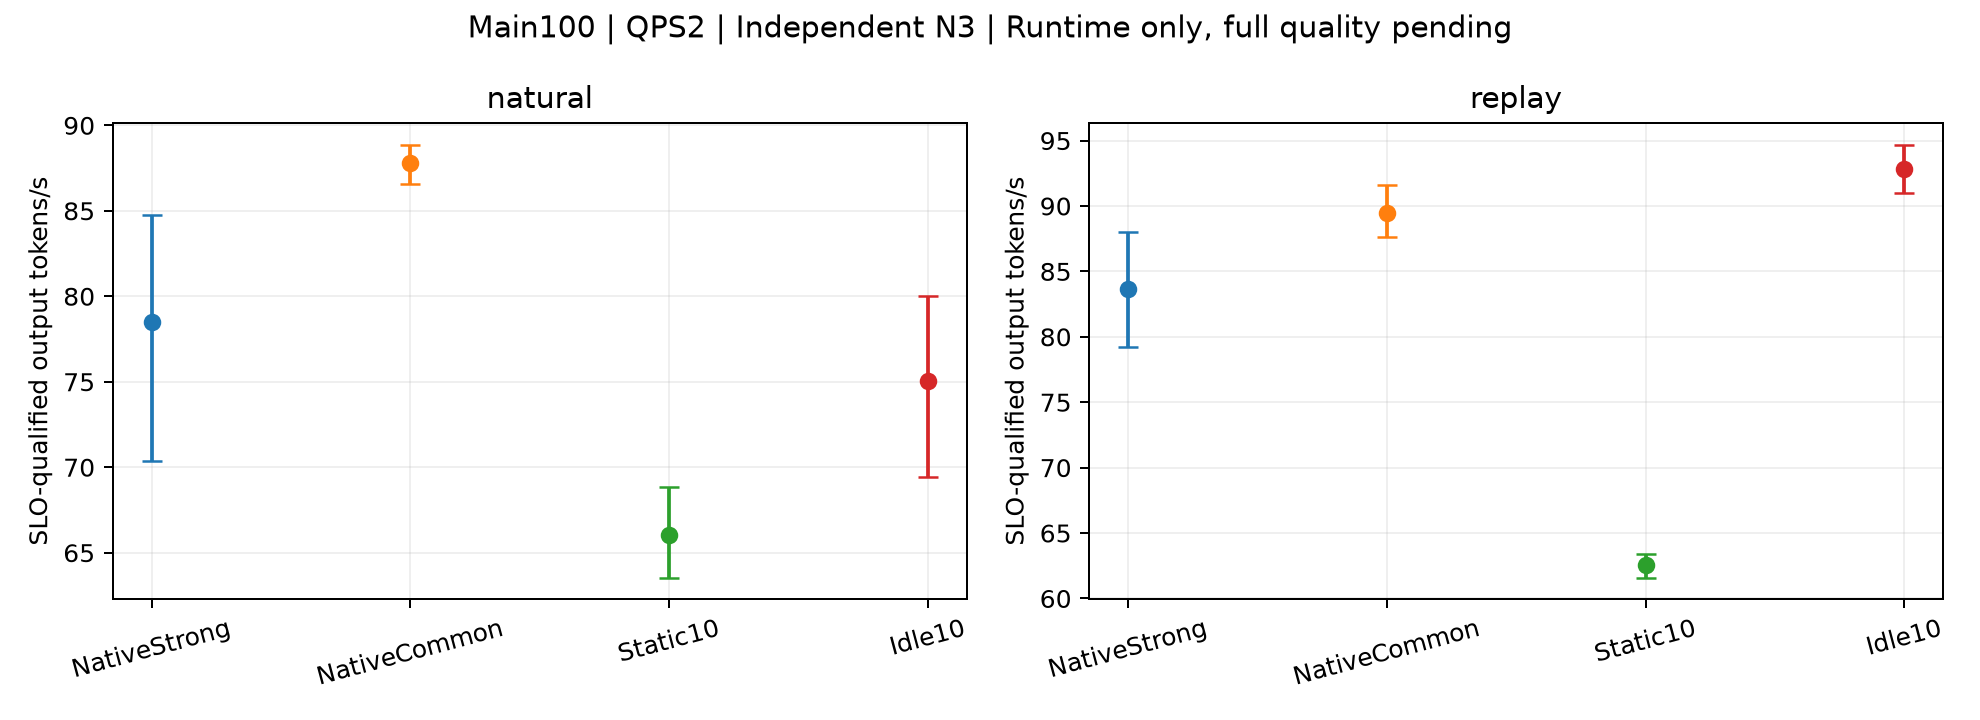 Main100 | QPS2 | Independent N3 | Runtime only, full quality pending
natural
SLO-qualified output tokens/s
90
85
80
75
70
65
NativeStrong
NativeCommon
Static10
Idle10
replay
SLO-qualified output tokens/s
95
90
85
80
75
70
65
60
NativeStrong
NativeCommon
Static10
Idle10